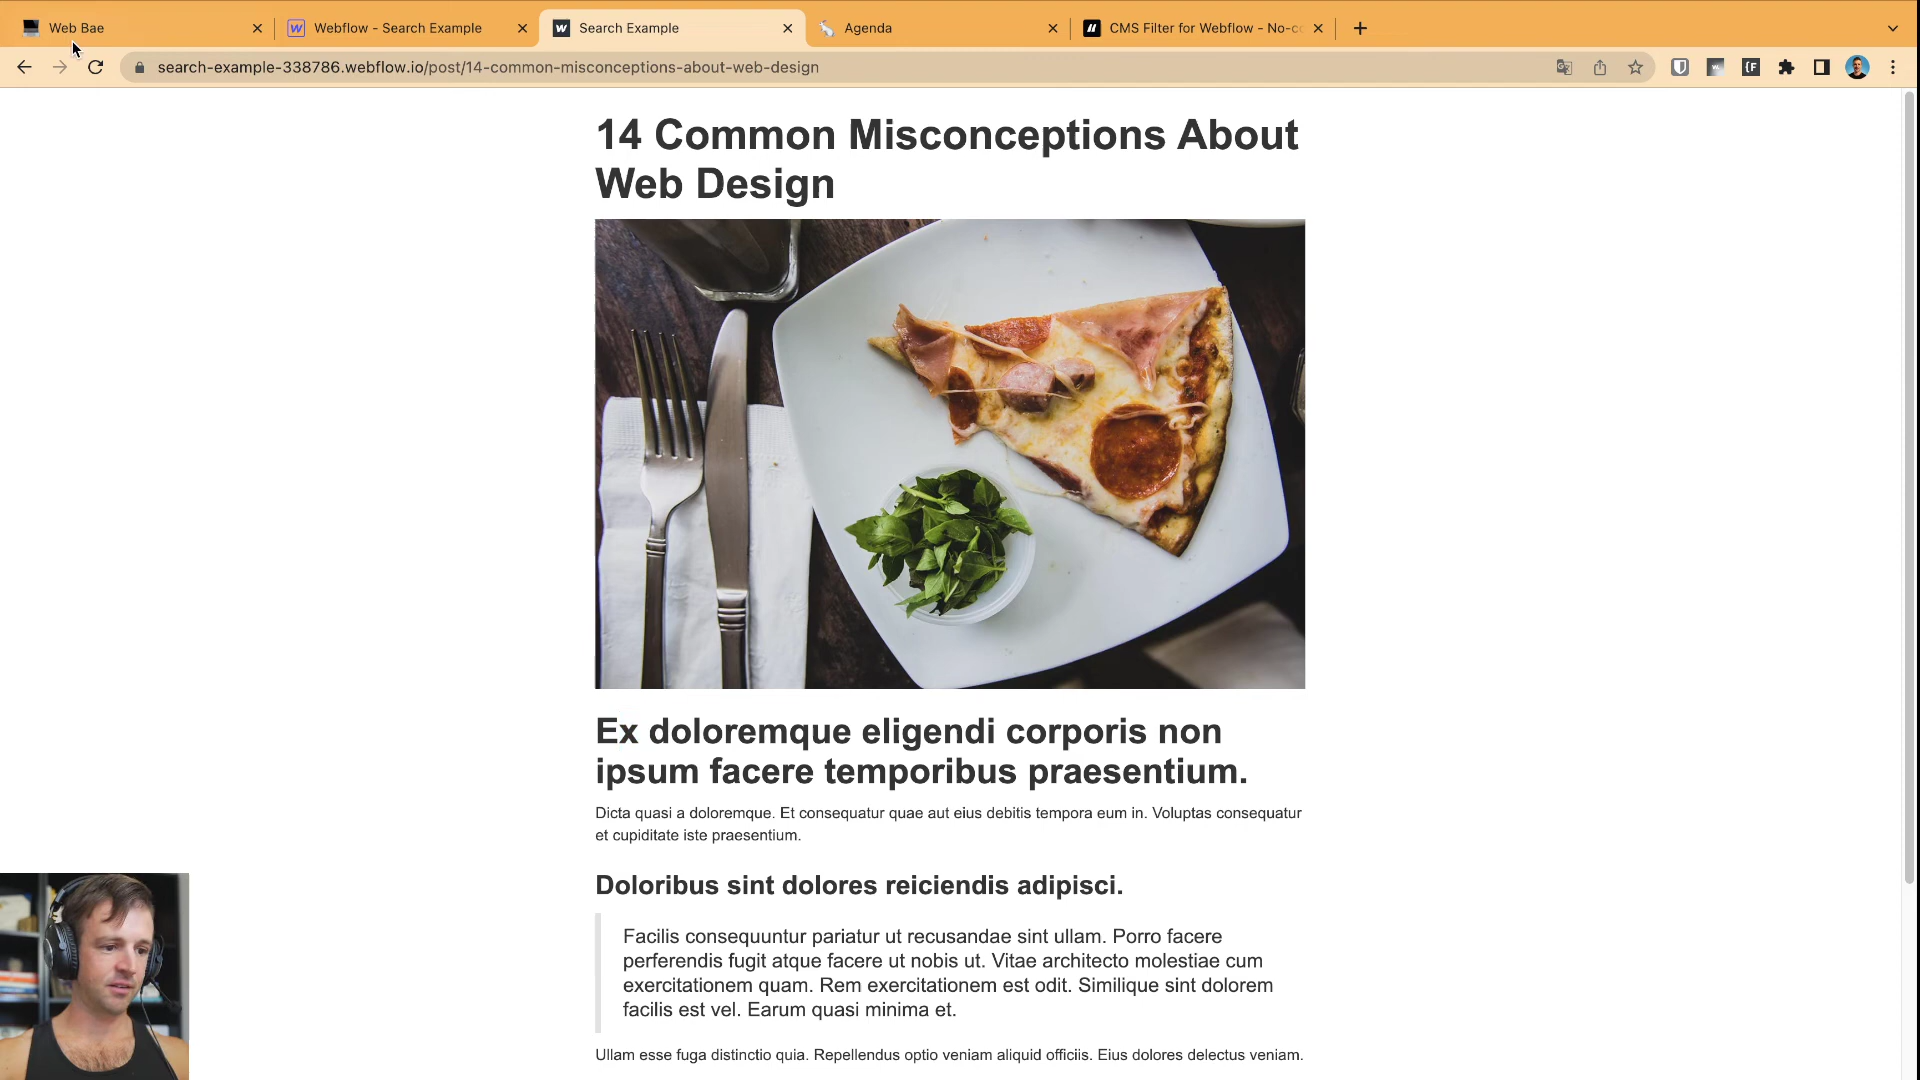 Web Bae
Webflow - Search Example
Search Example
Agenda
CMS Filter for Webflow - No-c
search-example-338786.webflow.io/post/14-common-misconceptions-about-web-design
14 Common Misconceptions About
Web Design
Ex doloremque eligendi corporis non
ipsum facere temporibus praesentium.
Dicta quasi a doloremque. Et consequatur quae aut eius debitis tempora eum in. Voluptas consequatur
et cupiditate iste praesentium.
Doloribus sint dolores reiciendis adipisci.
Facilis consequuntur pariatur ut recusandae sint ullam. Porro facere
perferendis fugit atque facere ut nobis ut. Vitae architecto molestiae cum
exercitationem quam. Rem exercitationem est odit. Similique sint dolorem
facilis est vel. Earum quasi minima et.
Ullam esse fuga distinctio quia. Repellendus optio veniam aliquid officiis. Eius dolores delectus veniam.